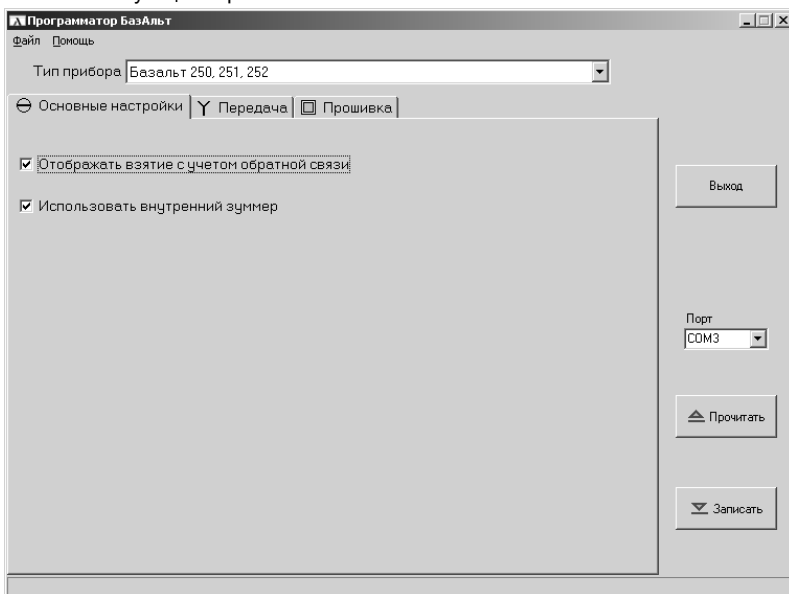 Программатор БазАльт
Файл Помощь
Тип прибора Базальт 250, 251, 252
Основные настройки Передача Прошивка
Отображать взятие с учетом обратной связи
Выход
Использовать внутренний зуммер
Порт
COM3
Прочитать
Записать